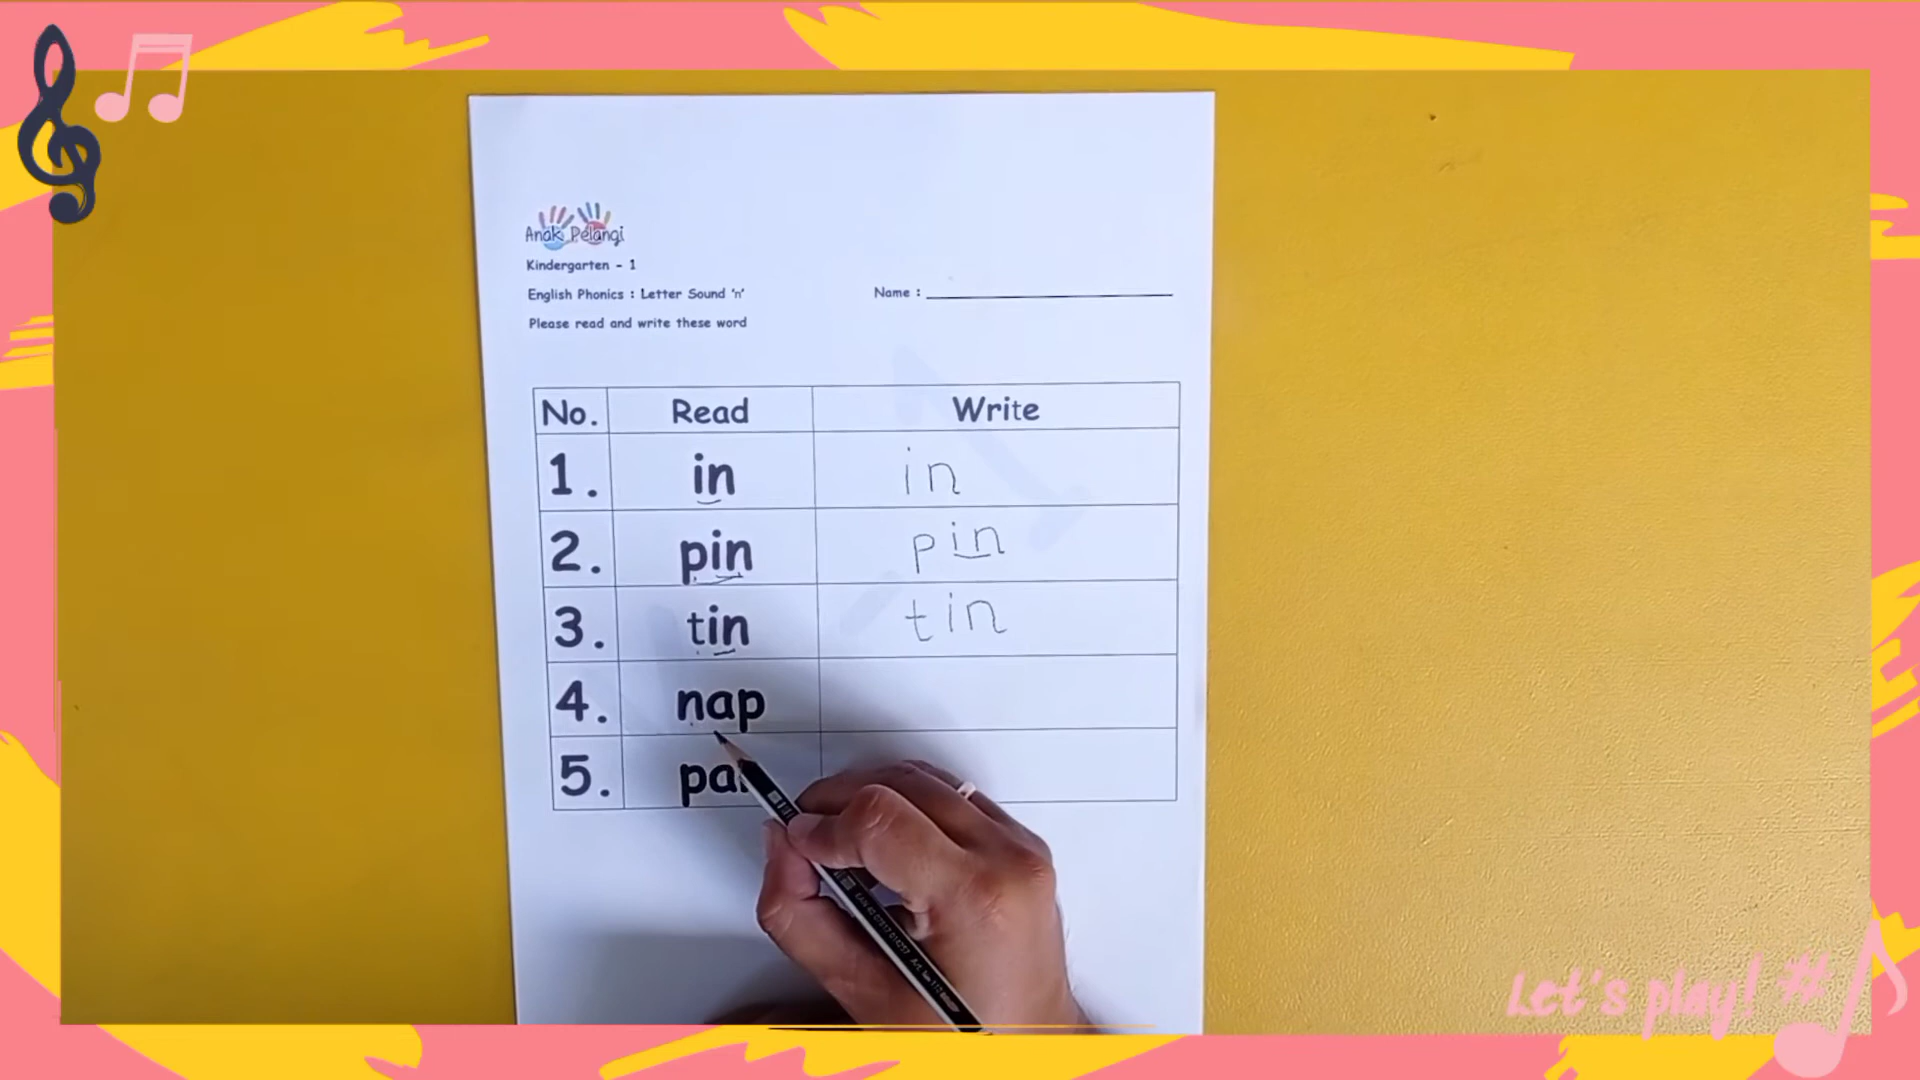 Anak Pelangi
Kindergarten - 1
English Phonics : Letter Sound 'n'
Name :
Please read and write these word
No. Read Write
1. in in
2. pin pin
3. tin tin
4. nap
5.
Let's play!